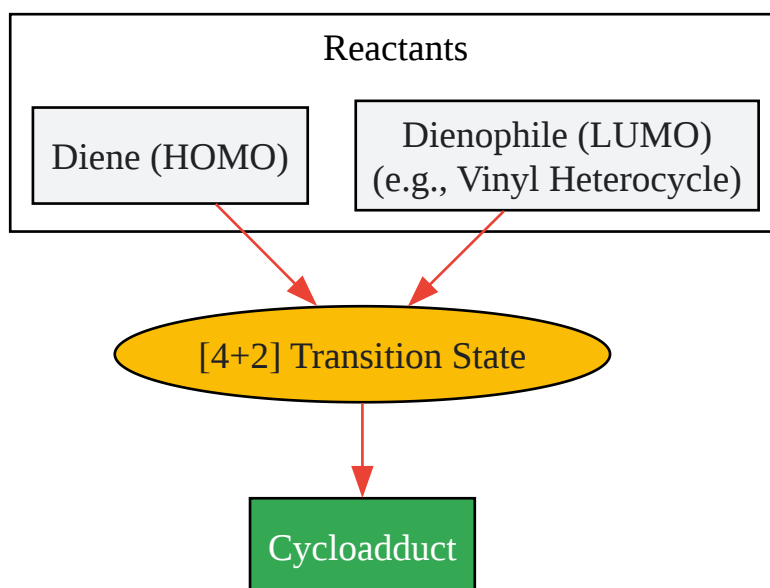 Reactants
Diene (HOMO)
Dienophile (LUMO)
(e.g., Vinyl Heterocycle)
[4+2] Transition State
Cycloadduct